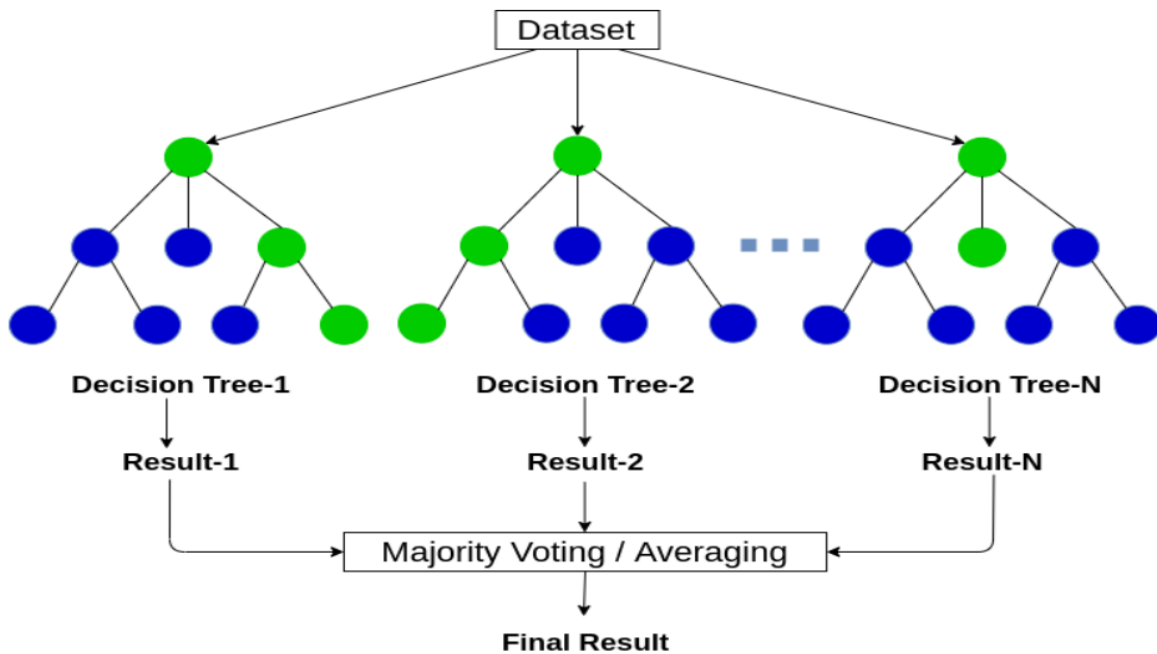 Dataset
Decision Tree-1
Decision Tree-2
Decision Tree-N
Result-1
Result-2
Result-N
Majority Voting / Averaging
Final Result